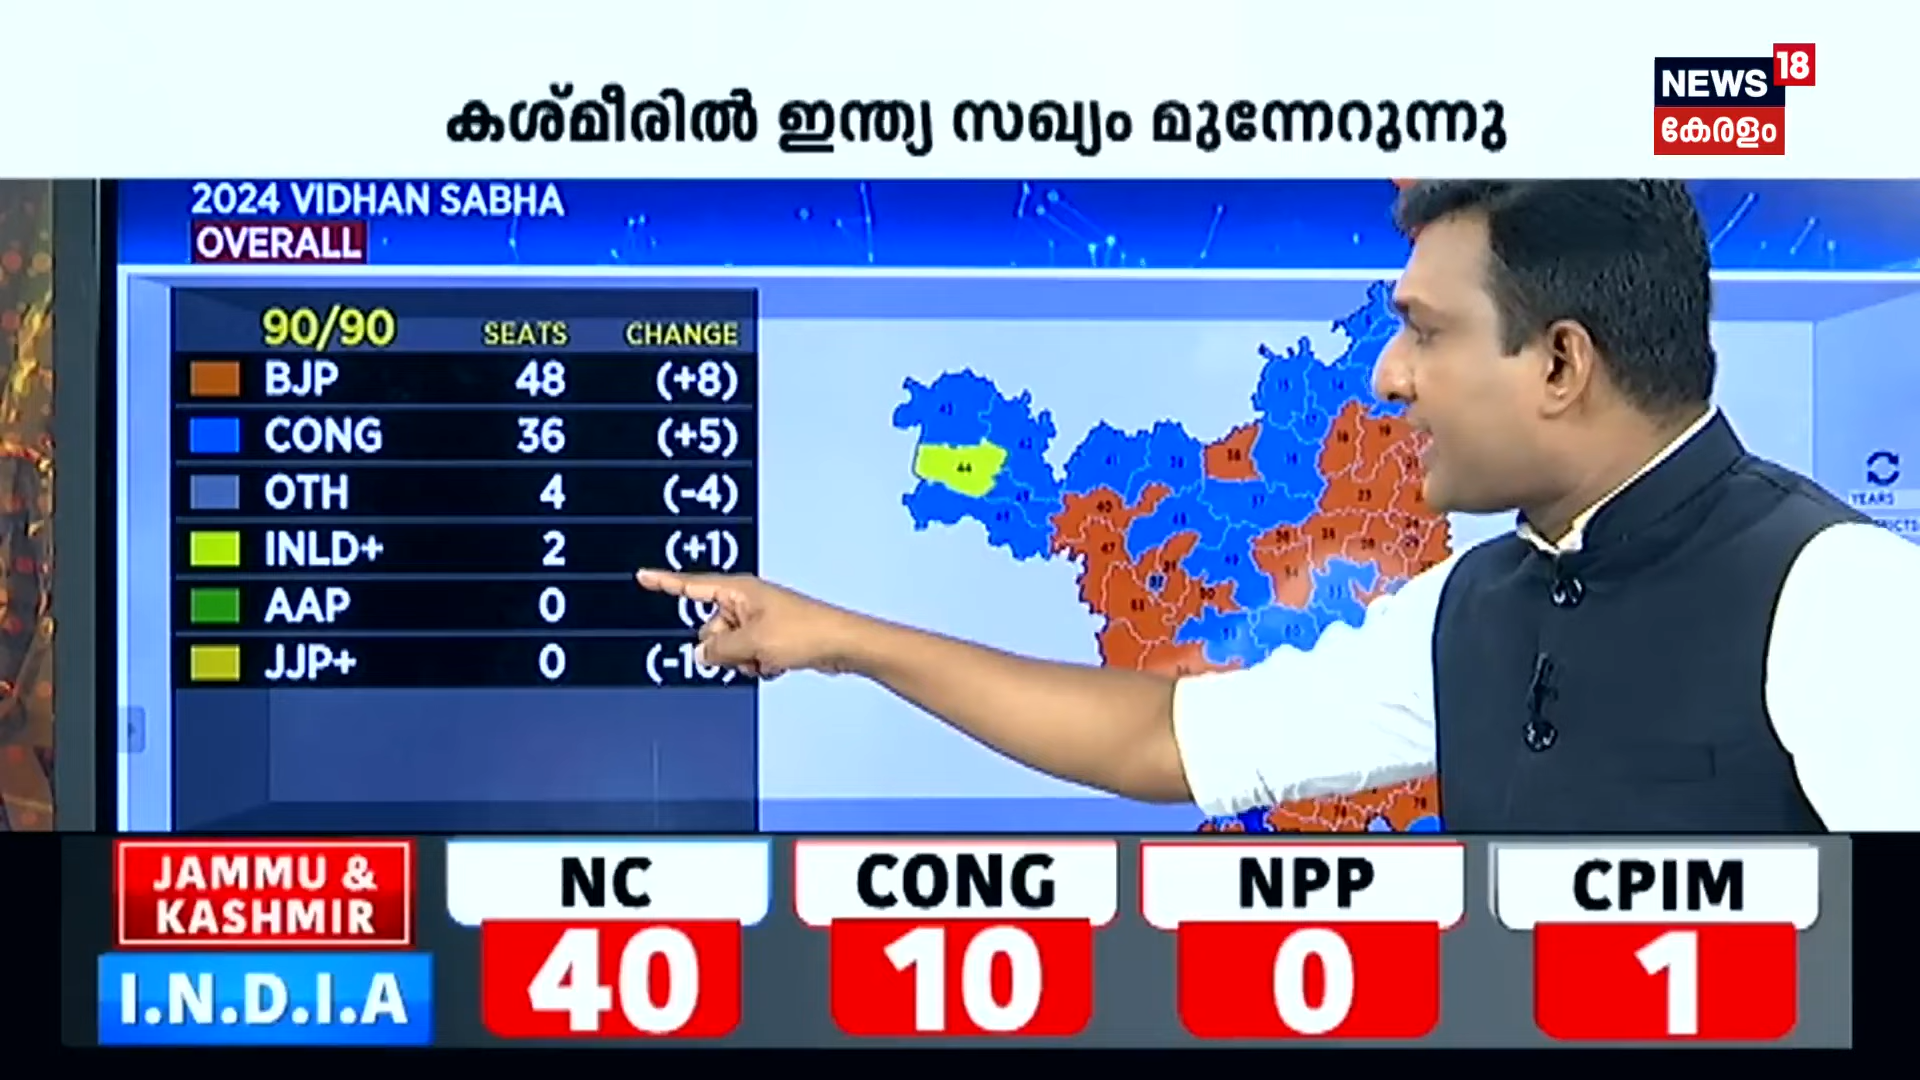 കശ്മീരിൽ ഇന്ത്യ സഖ്യം മുന്നേറുന്നു
NEWS 18
കേരളം
2024 VIDHAN SABHA
OVERALL
90/90 SEATS CHANGE
BJP 48 (+8)
CONG 36 (+5)
OTH 4 (-4)
INLD+ 2 (+1)
AAP 0
JJP+ 0
YEARS
JAMMU &
KASHMIR
I.N.D.I.A
NC CONG NPP CPIM
40 10 0 1